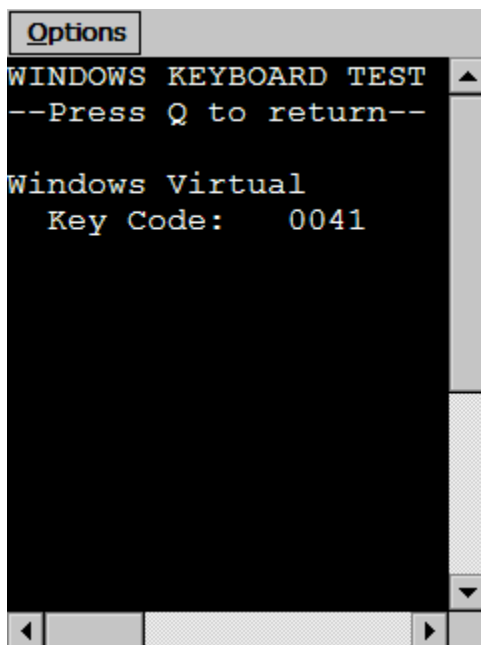 Options
WINDOWS KEYBOARD TEST
--Press Q to return--
Windows Virtual
Key Code: 0041